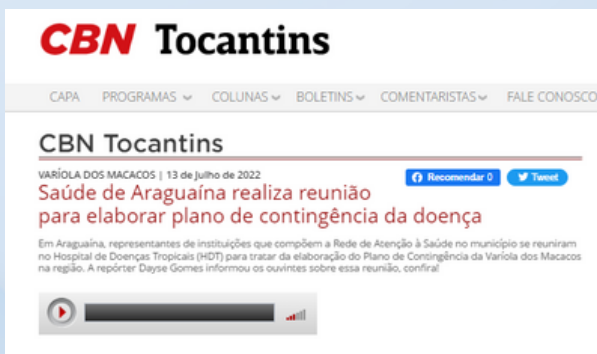 CBN Tocantins
CAPA PROGRAMAS COLUNAS BOLETINS COMENTARISTAS FALE CONOSCO
CBN Tocantins
VARÍOLA DOS MACACOS | 13 de Julho de 2022
Recomendar 0 Tweet
Saúde de Araguaína realiza reunião
para elaborar plano de contingência da doença
Em Araguaína, representantes de instituições que compõem a Rede de Atenção à Saúde no município se reuniram
no Hospital de Doenças Tropicais (HDT) para tratar da elaboração do Plano de Contingência da Varíola dos Macacos
na região. A repórter Dayse Gomes informou os ouvintes sobre essa reunião, confira!